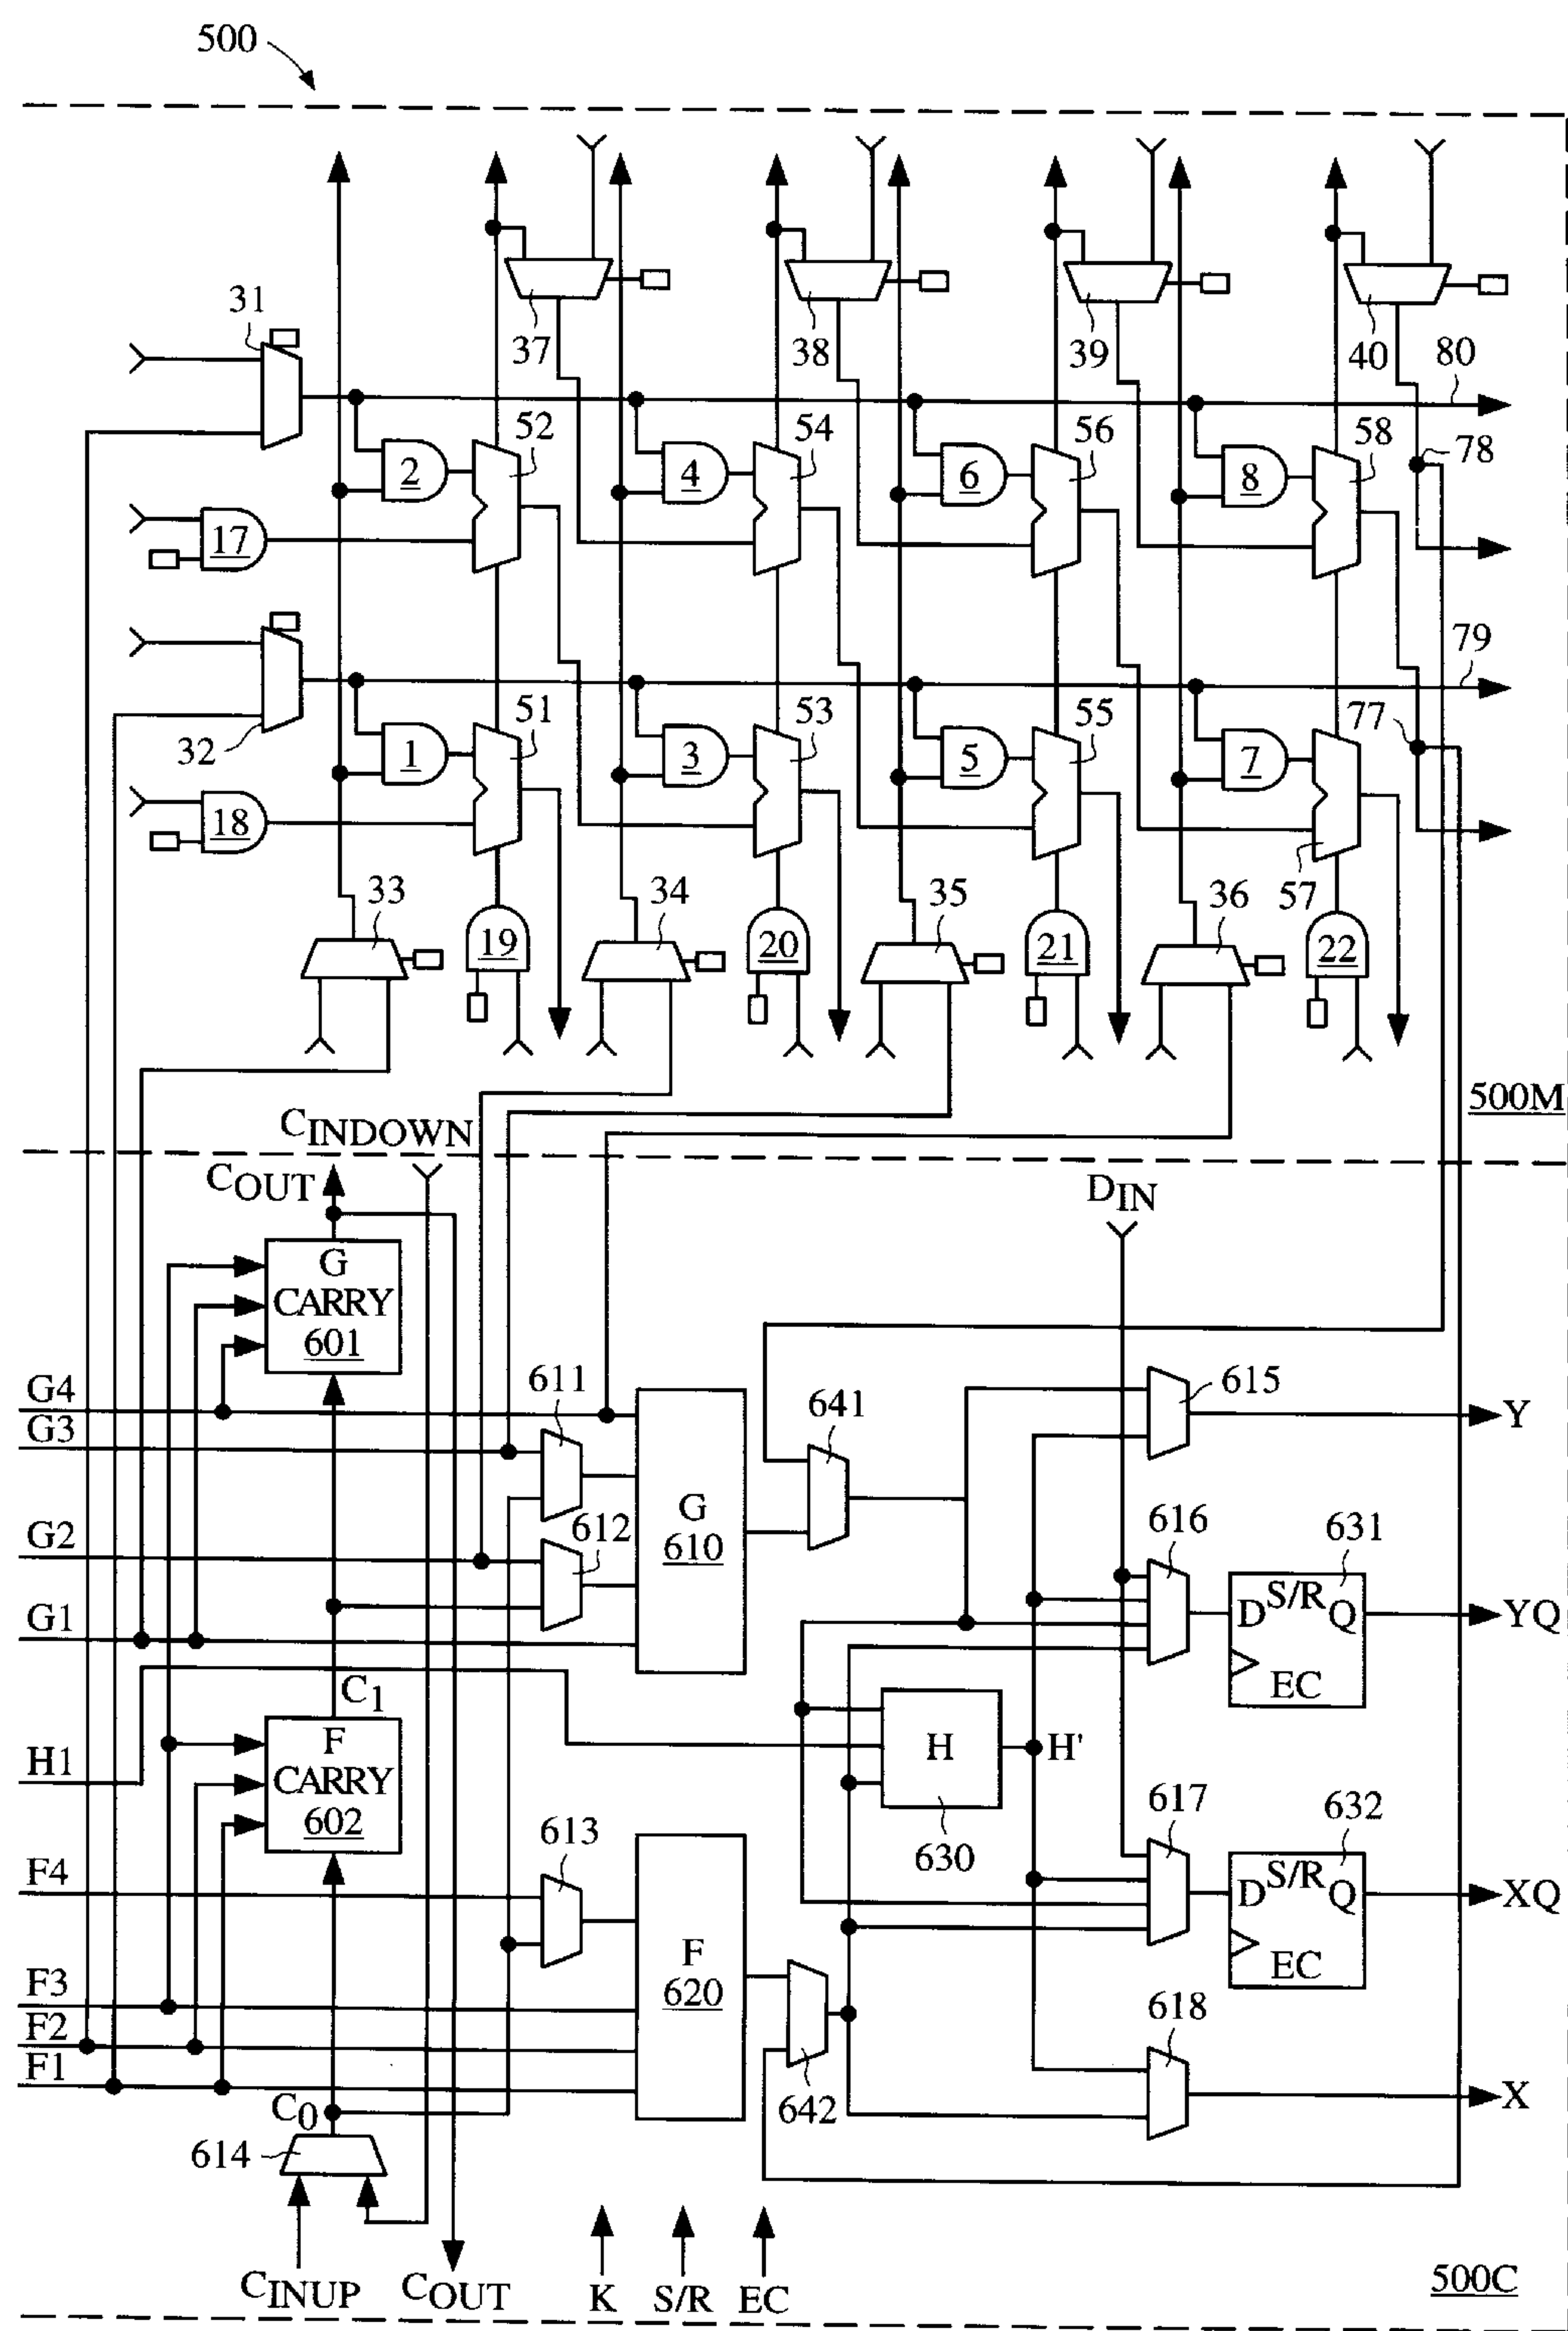 500
31
37
38
39
40
80
52
54
56
58
78
2
4
6
8
17
79
32
51
53
55
77
1
3
5
7
18
57
33
34
35
36
19
20
21
22
500M
CINDOWN
COUT
DIN
G
CARRY
601
G4
G3
611
641
615
Y
G2
612
G
610
616
631
G1
D S/R Q
EC
YQ
C1
H1
F
CARRY
602
H
H'
630
617
632
F4
613
D S/R Q
EC
XQ
F3
F
620
F2
618
F1
642
X
C0
614
CINUP
COUT
K
S/R
EC
500C